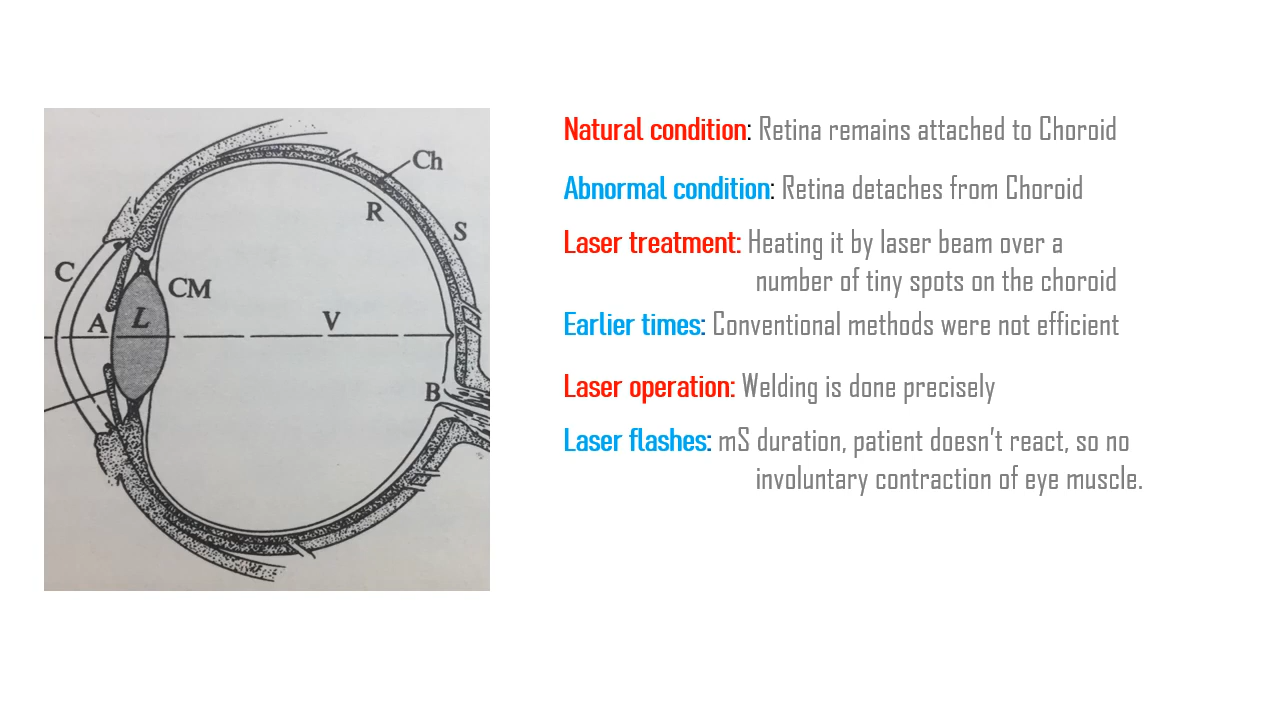 Ch
R
S
C
CM
A
L
V
B
Natural condition: Retina remains attached to Choroid
Abnormal condition: Retina detaches from Choroid
Laser treatment: Heating it by laser beam over a
number of tiny spots on the choroid
Earlier times: Conventional methods were not efficient
Laser operation: Welding is done precisely
Laser flashes: mS duration, patient doesn't react, so no
involuntary contraction of eye muscle.